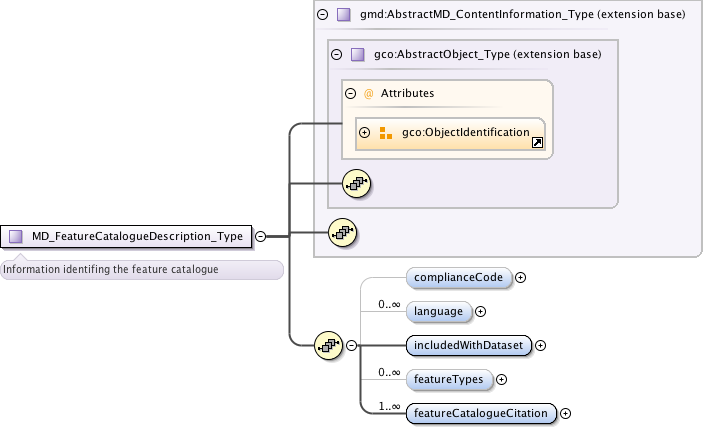 gmd:AbstractMD_ContentInformation_Type (extension base)
gco:AbstractObject_Type (extension base)
@ Attributes
gco:ObjectIdentification
MD_FeatureCatalogueDescription_Type
Information identifing the feature catalogue
complianceCode
0..∞
language
includedWithDataset
0..∞
featureTypes
1..∞
featureCatalogueCitation